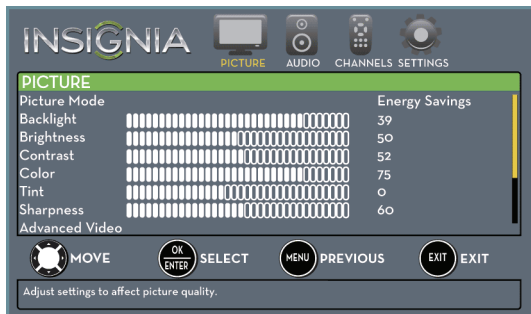 INSIGNIA
PICTURE AUDIO CHANNELS SETTINGS
PICTURE
Picture Mode Energy Savings
Backlight 39
Brightness 50
Contrast 52
Color 75
Tint 0
Sharpness 60
Advanced Video
MOVE OK ENTER SELECT MENU PREVIOUS EXIT EXIT
Adjust settings to affect picture quality.